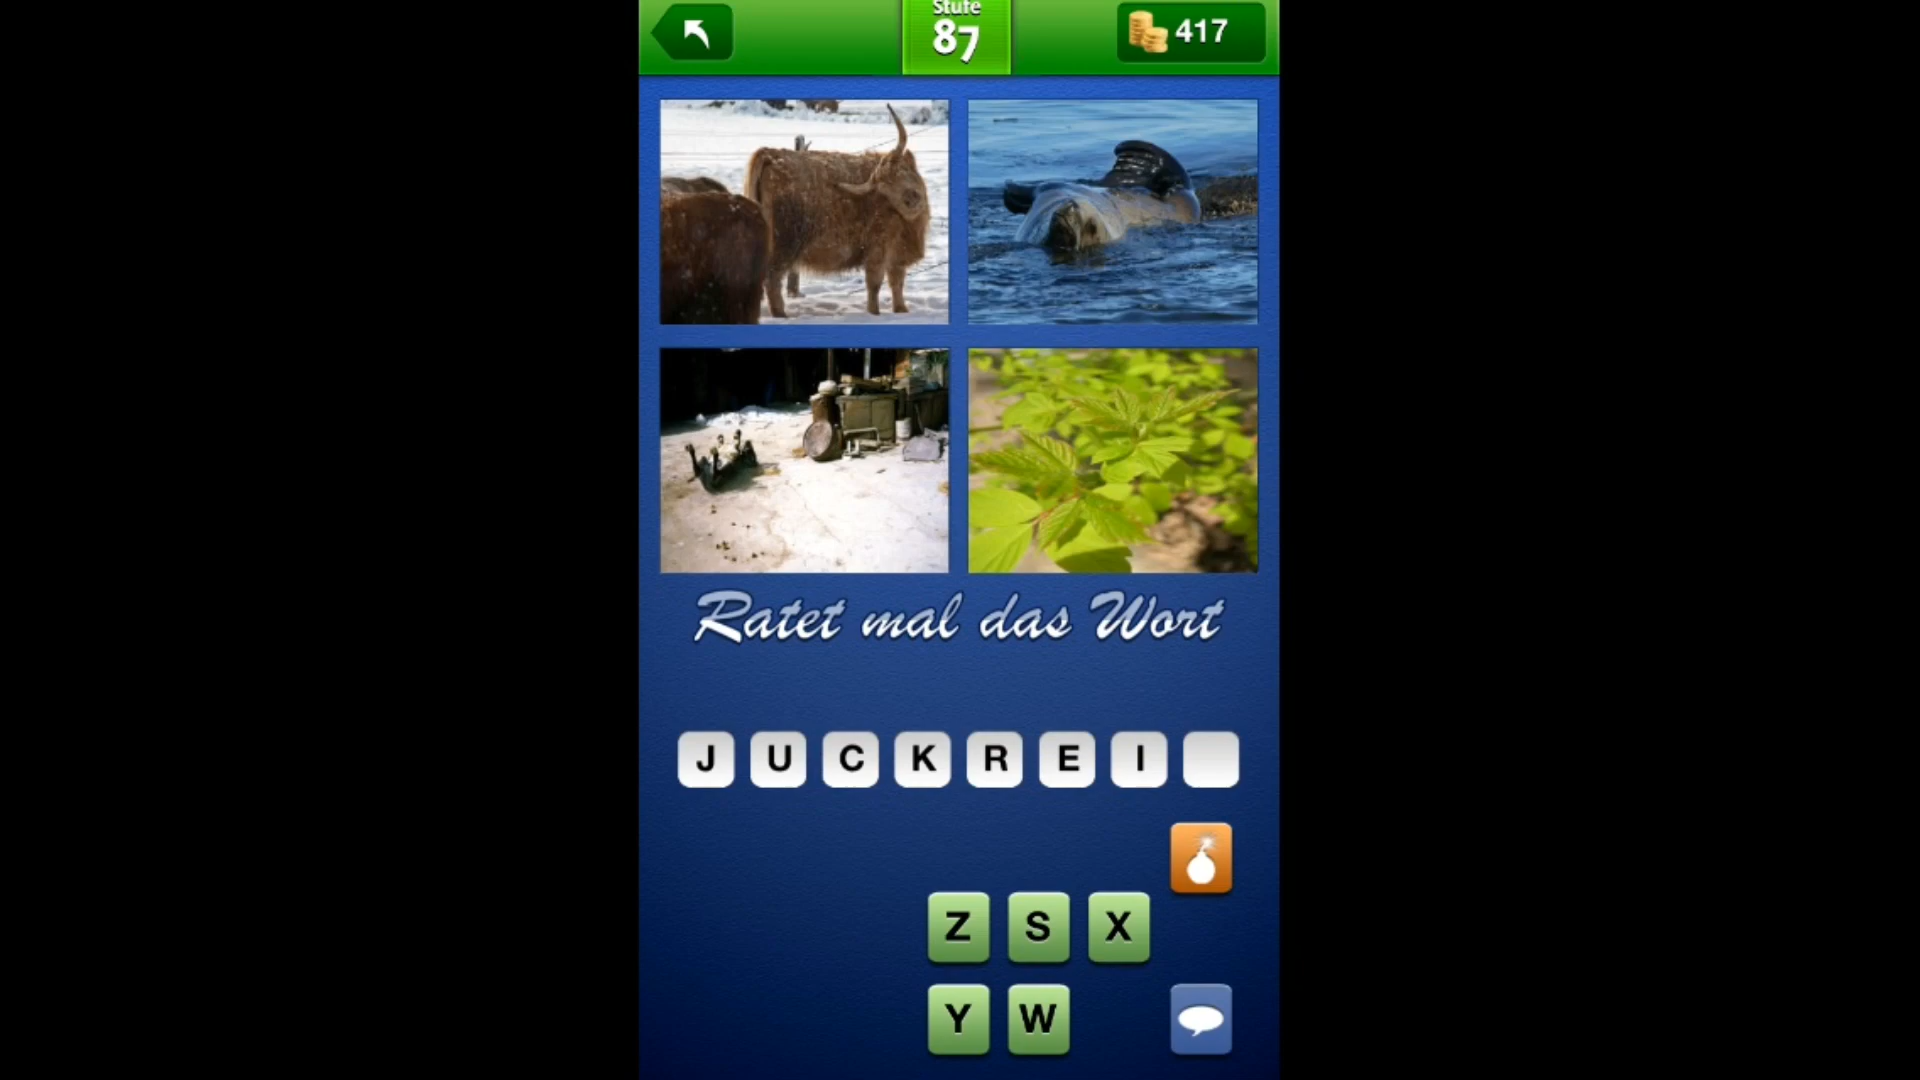 Stufe
87
417
Ratet mal das Wort
J U C K R E I
Z S X
Y W